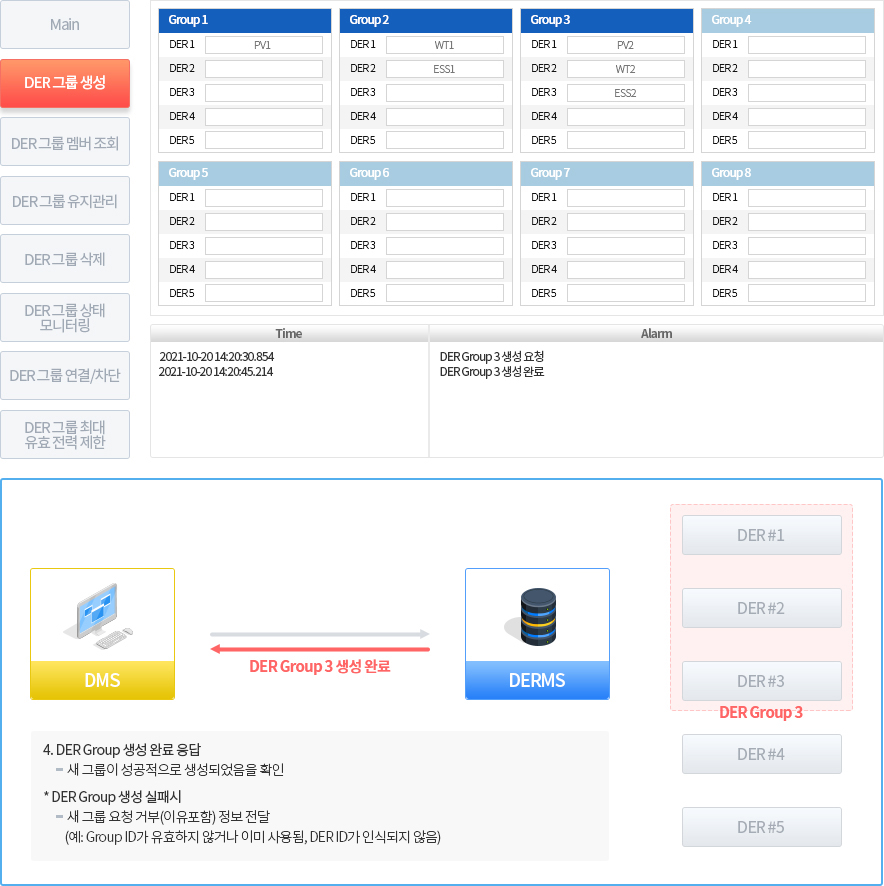 Main
DER 그룹 생성
DER 그룹 멤버 조회
DER 그룹 유지관리
DER 그룹 삭제
DER 그룹 상태
모니터링
DER 그룹 연결/차단
DER 그룹 최대
유효 전력 제한
Group 1 Group 2 Group 3 Group 4
DER 1 PV1 DER 1 WT1 DER 1 PV2 DER 1
DER 2 DER 2 ESS1 DER 2 WT2 DER 2
DER 3 DER 3 DER 3 ESS2 DER 3
DER 4 DER 4 DER 4 DER 4
DER 5 DER 5 DER 5 DER 5
Group 5 Group 6 Group 7 Group 8
DER 1 DER 1 DER 1 DER 1
DER 2 DER 2 DER 2 DER 2
DER 3 DER 3 DER 3 DER 3
DER 4 DER 4 DER 4 DER 4
DER 5 DER 5 DER 5 DER 5
Time Alarm
2021-10-20 14:20:30.854 DER Group 3 생성 요청
2021-10-20 14:20:45.214 DER Group 3 생성 완료
DMS
DER Group 3 생성 완료
DERMS
DER #1
DER #2
DER #3
DER Group 3
DER #4
DER #5
4. DER Group 생성 완료 응답
– 새 그룹이 성공적으로 생성되었음을 확인
* DER Group 생성 실패시
– 새 그룹 요청 거부(이유포함) 정보 전달
(예: Group ID가 유효하지 않거나 이미 사용됨, DER ID가 인식되지 않음)